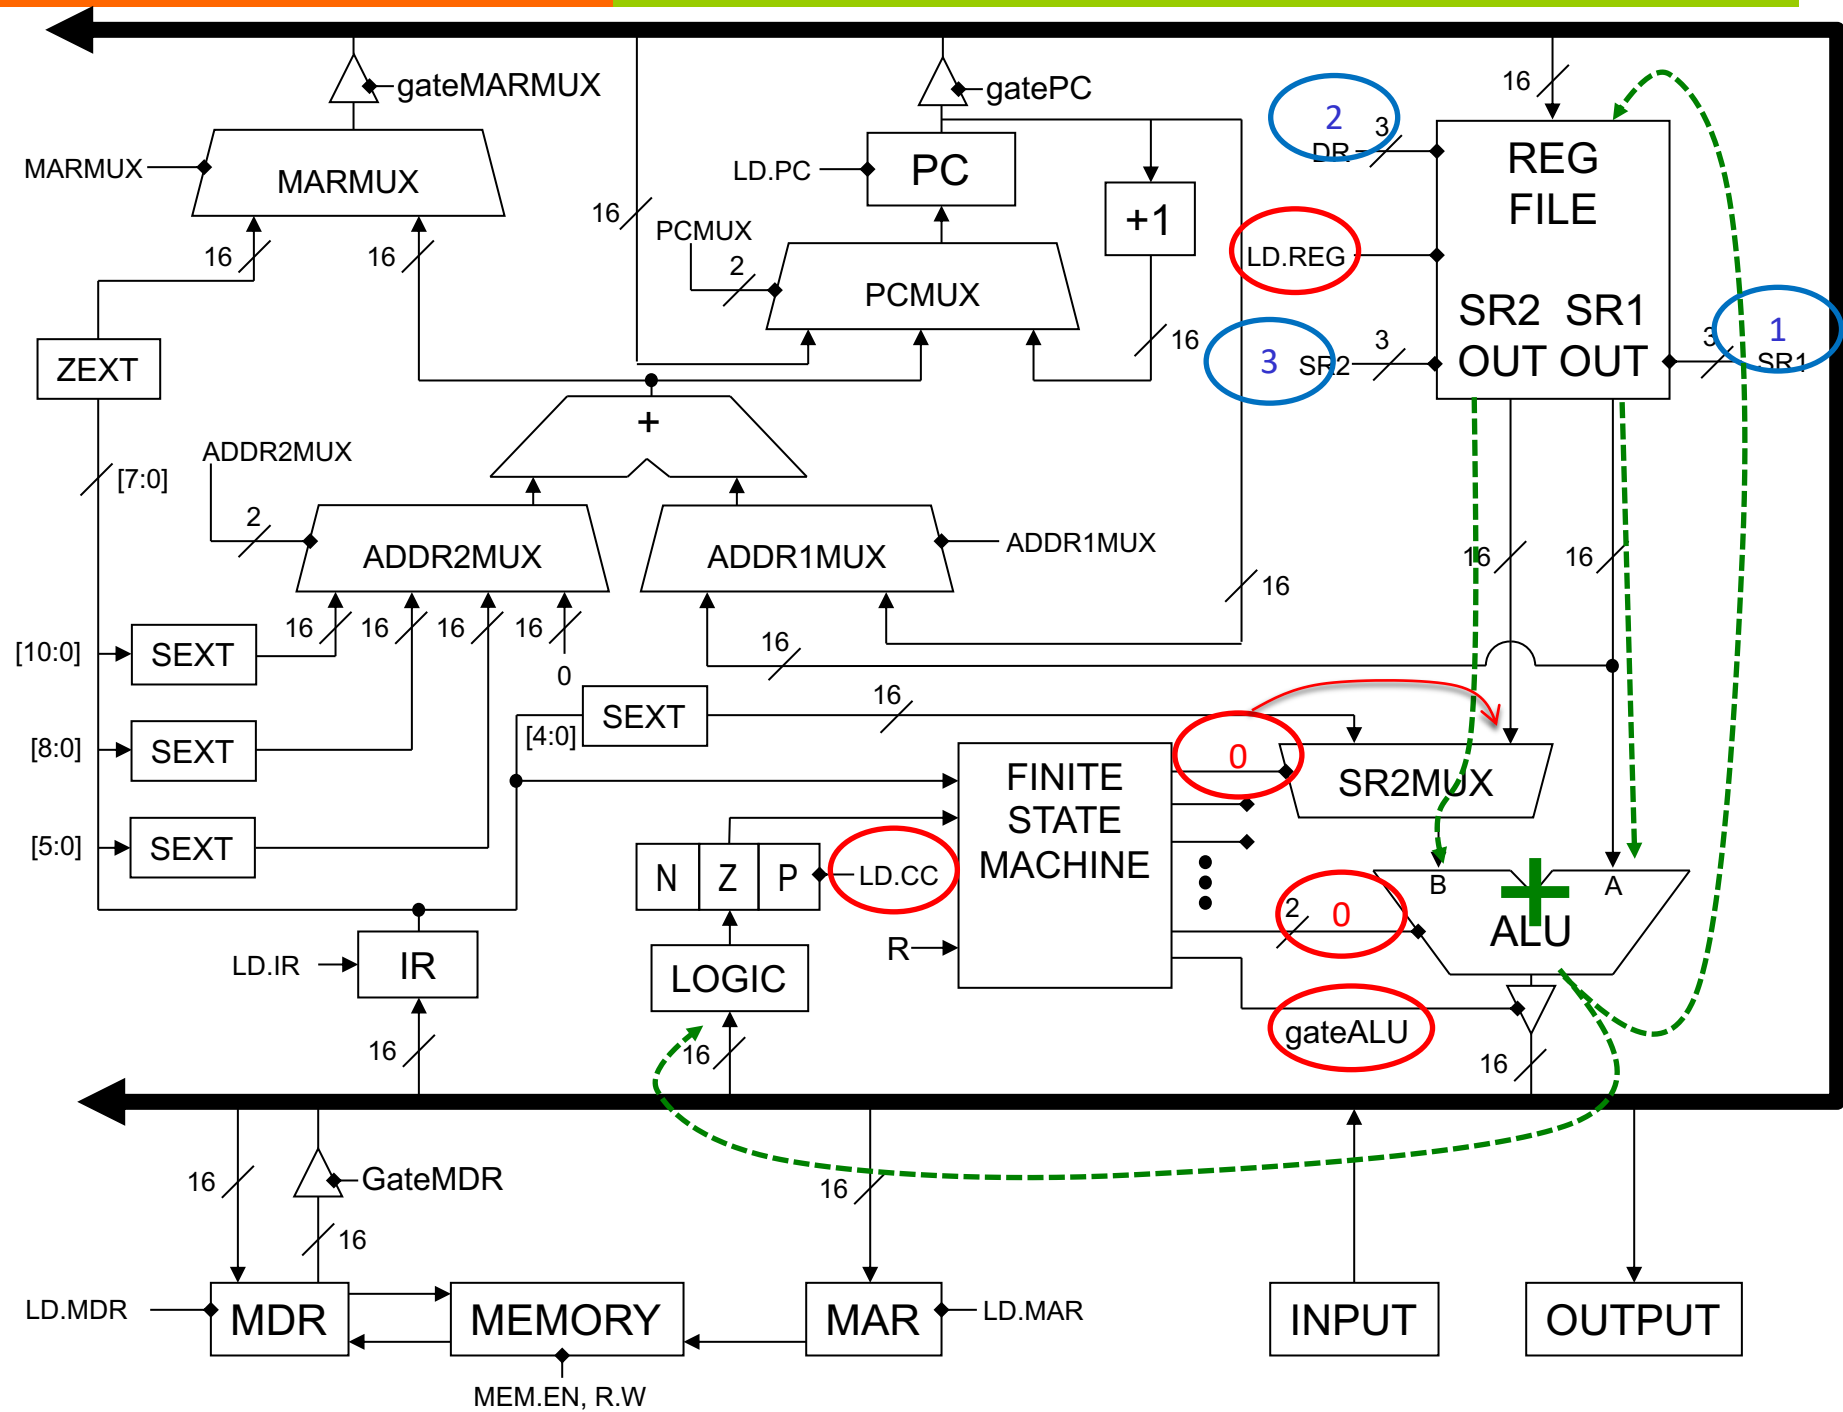 gateMARMUX
gatePC
16
2
3
DR
MARMUX
MARMUX
LD.PC
PC
REG
FILE
16
PCMUX
+1
LD.REG
16
16
2
PCMUX
SR2 SR1
OUT OUT
16
3
SR2
3
1
3
SR1
ZEXT
+
ADDR2MUX
[7:0]
2
ADDR2MUX
ADDR1MUX
ADDR1MUX
16
16
16
16
16
16
16
[10:0]
SEXT
16
0
[4:0]
SEXT
16
[8:0]
SEXT
0
SR2MUX
FINITE
STATE
MACHINE
[5:0]
SEXT
N
Z
P
LD.CC
B
A
2
0
+
ALU
LD.IR
IR
LOGIC
R
gateALU
16
16
16
16
GateMDR
16
16
LD.MDR
MDR
MEMORY
MAR
LD.MAR
INPUT
OUTPUT
MEM.EN, R.W